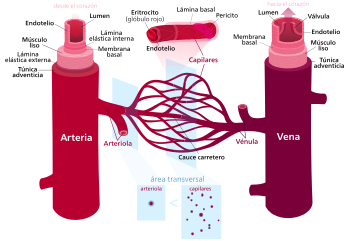 desde el corazón
Lumen
Endotelio
Lámina
elástica interna
Músculo
liso
Membrana
basal
Lámina
elástica externa
Túnica
adventicia
Eritrocito
(glóbulo rojo)
Lámina basal
Pericito
Endotelio
Capilares
hacia el corazón
Lumen
Válvula
Endotelio
Membrana
basal
Músculo
liso
Túnica
adventicia
Arteria
Arteriola
Cauce carretero
Vénula
Vena
área transversal
arteriola
<
capilares